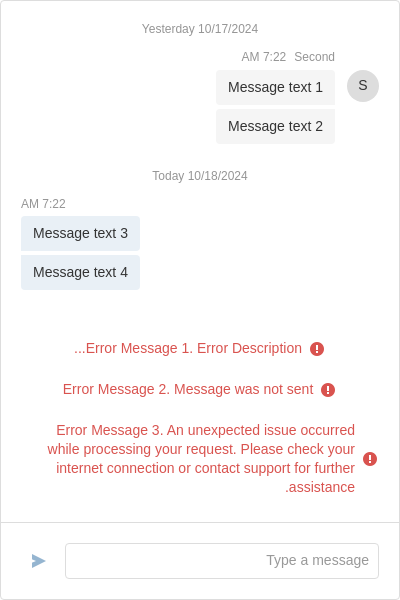 Yesterday 10/17/2024
AM 7:22 Second
Message text 1
S
Message text 2
Today 10/18/2024
AM 7:22
Message text 3
Message text 4
...Error Message 1. Error Description
Error Message 2. Message was not sent
Error Message 3. An unexpected issue occurred
while processing your request. Please check your
internet connection or contact support for further
.assistance
Type a message